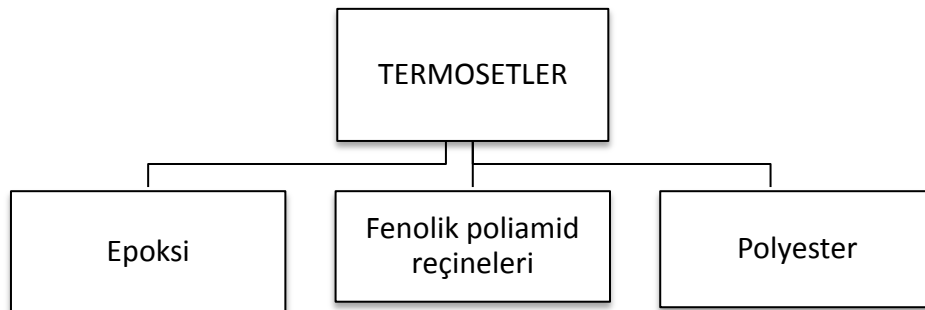 TERMOSETLER
Epoksi
Fenolik poliamid
reçineleri
Polyester